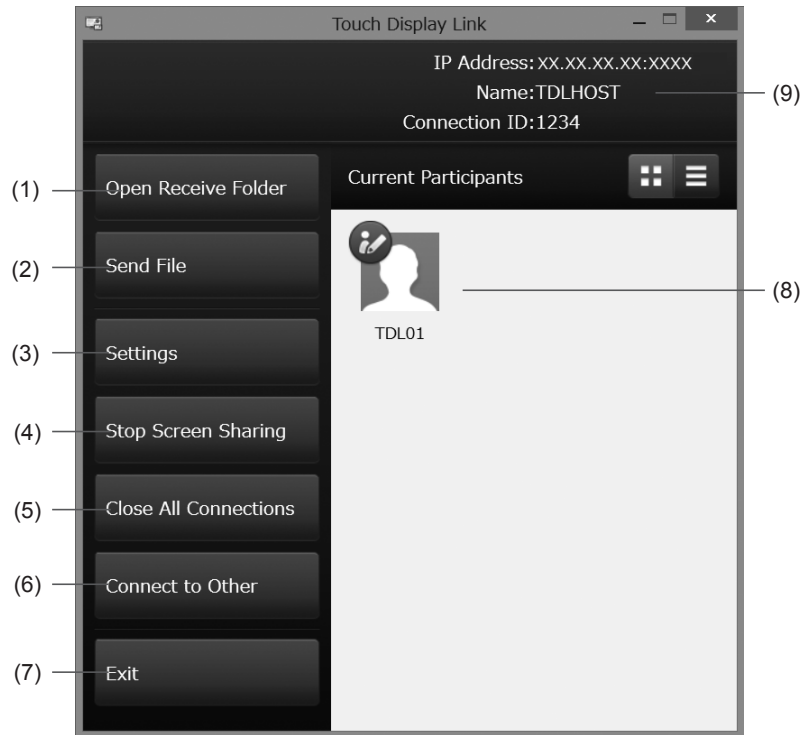 Touch Display Link
IP Address:XX.XX.XX.XX:XXXX
Name:TDLHOST
(9)
Connection ID:1234
(1)
Open Receive Folder
Current Participants
(2)
Send File
(8)
TDL01
(3)
Settings
(4)
Stop Screen Sharing
(5)
Close All Connections
(6)
Connect to Other
(7)
Exit